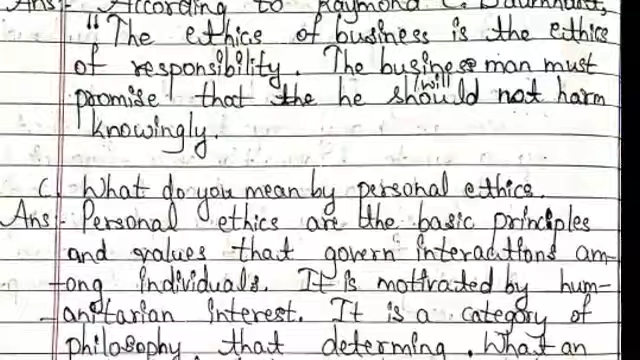 Ans:- According to Raymond C. Baumhart,
"The ethics of business is the ethics
of responsibility. The business man must
promise that the he should will not harm
knowingly.
C. What do you mean by personal ethics.
Ans:- Personal ethics are the basic principles
and values that govern interactions am-
-ong individuals. It is motivated by hum-
-anitarian interest. It is a category of
philosophy that determing. What an